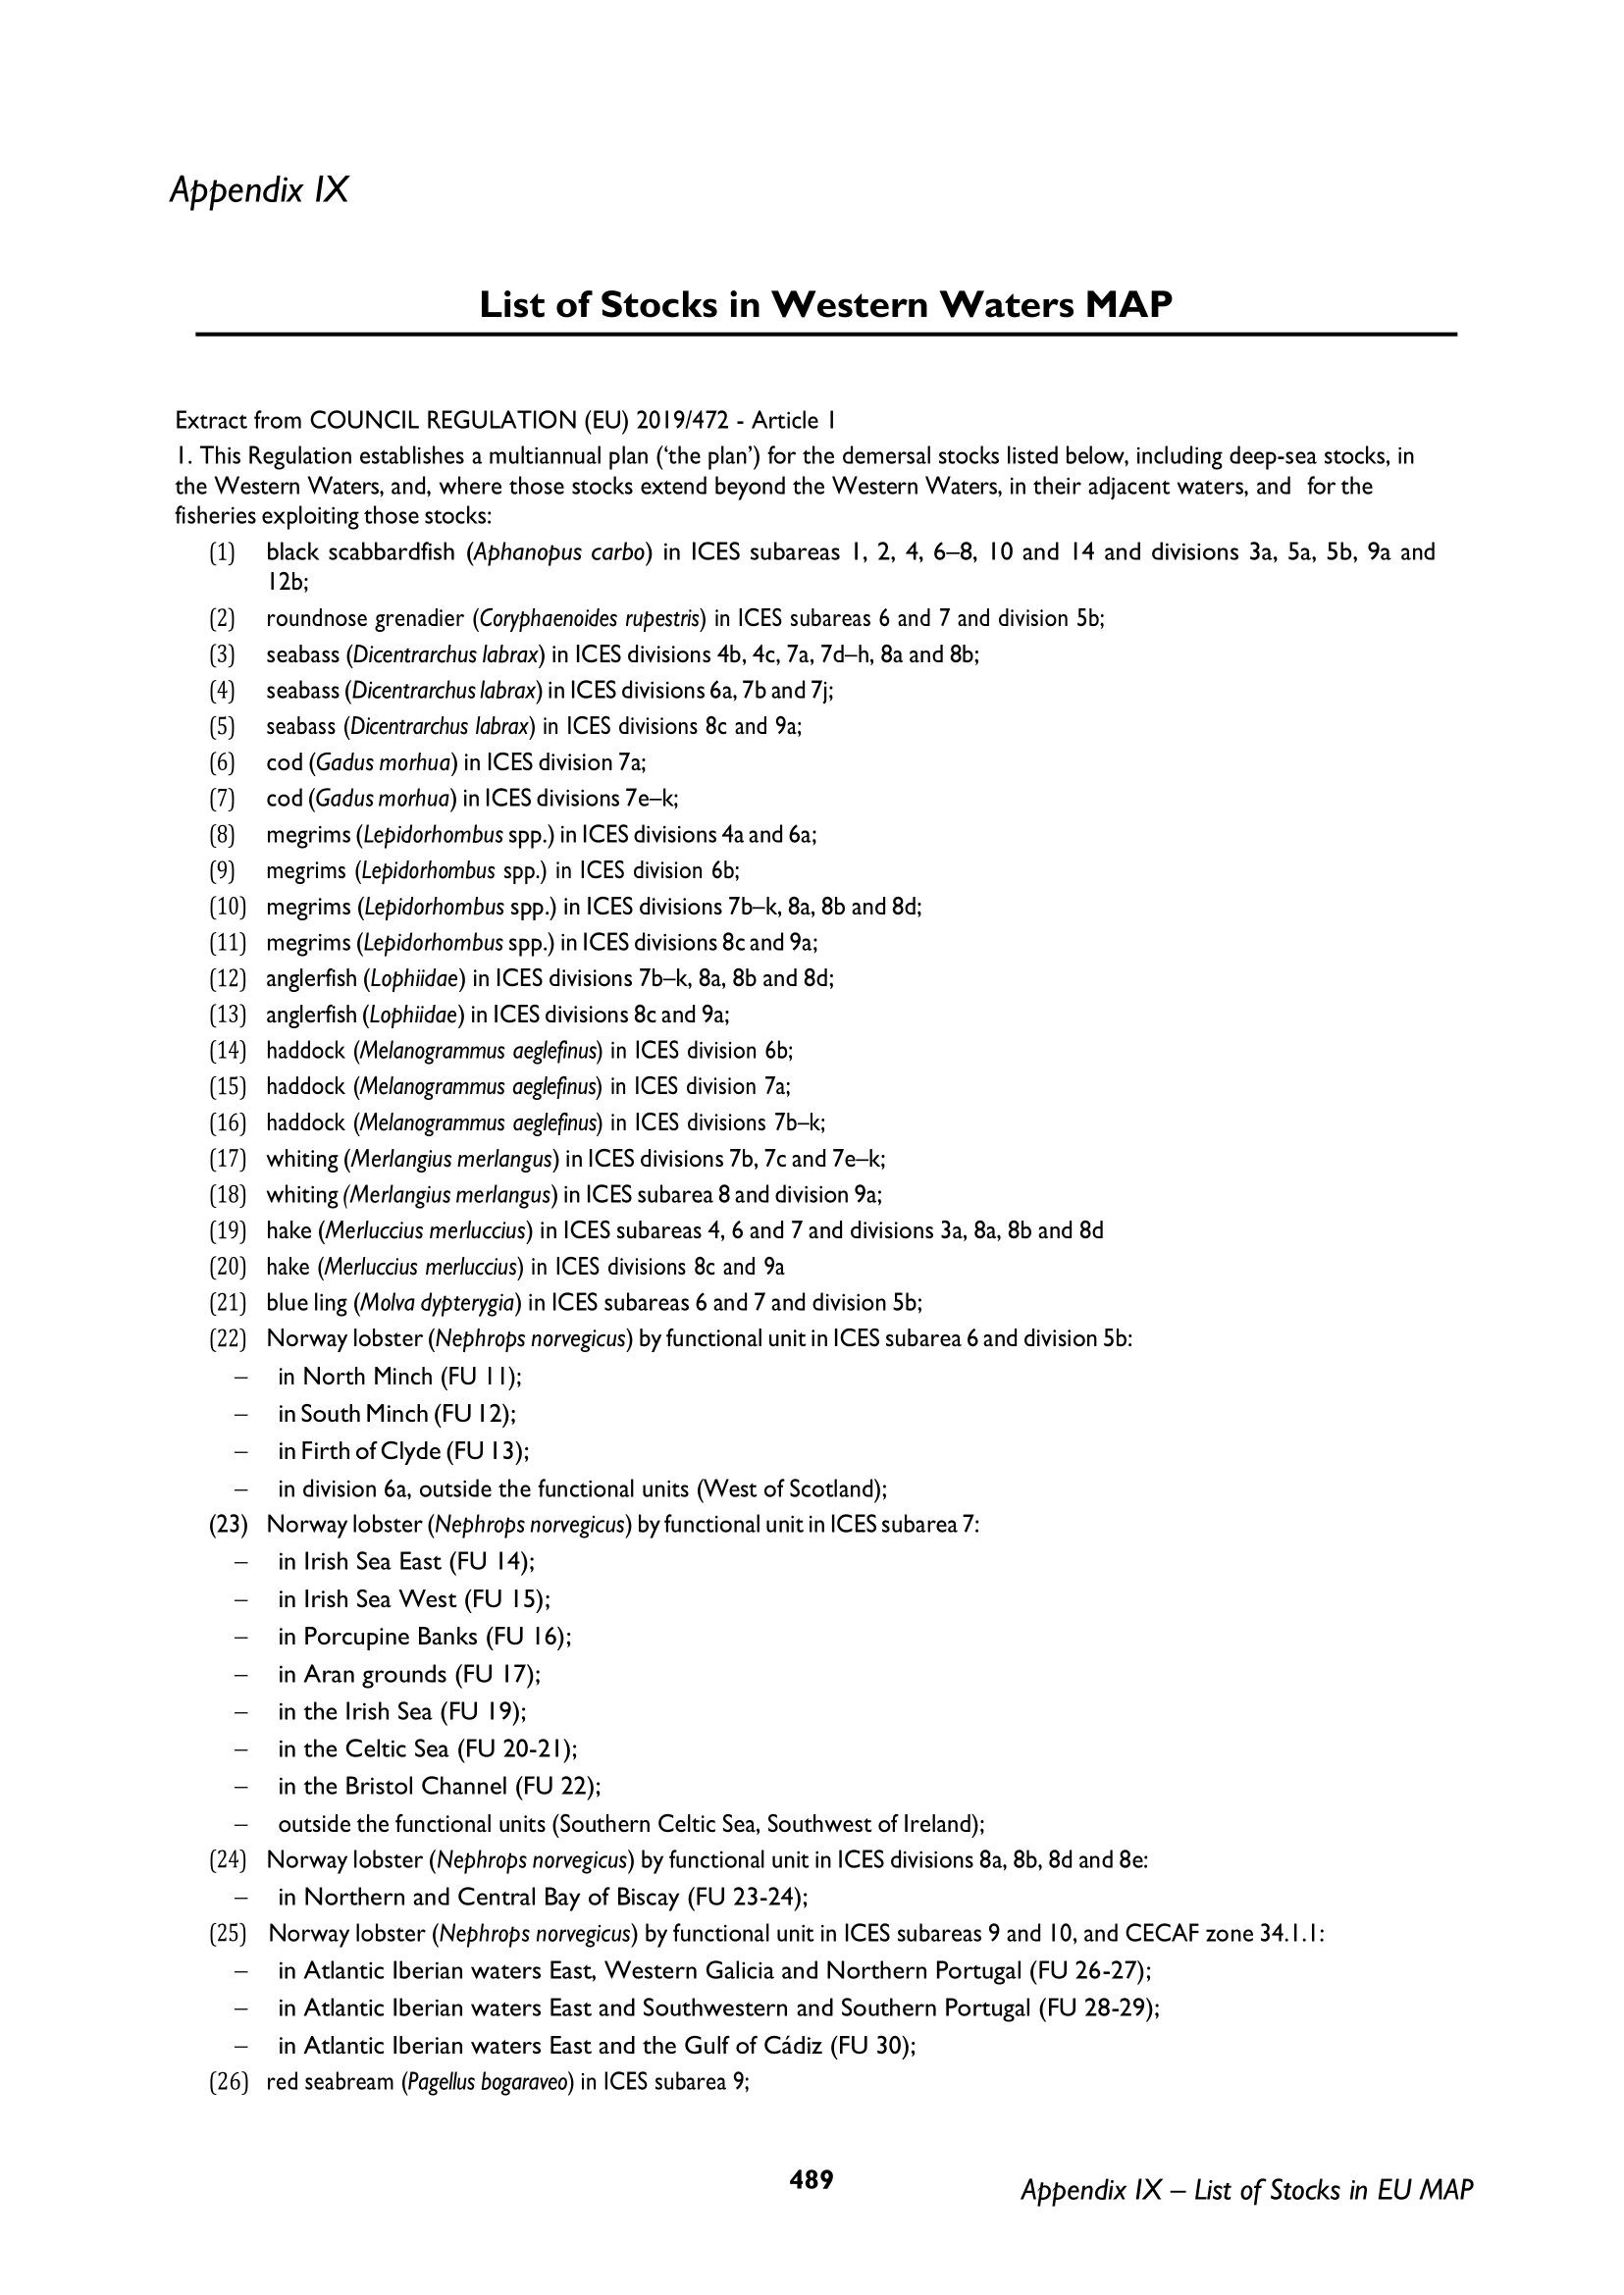 Appendix IX
List of Stocks in Western Waters MAP
Extract from COUNCIL REGULATION (EU) 2019/472 - Article 1
1. This Regulation establishes a multiannual plan (‘the plan’) for the demersal stocks listed below, including deep-sea stocks, in
the Western Waters, and, where those stocks extend beyond the Western Waters, in their adjacent waters, and for the
fisheries exploiting those stocks:
(1) black scabbardfish (Aphanopus carbo) in ICES subareas 1, 2, 4, 6–8, 10 and 14 and divisions 3a, 5a, 5b, 9a and
12b;
(2) roundnose grenadier (Coryphaenoides rupestris) in ICES subareas 6 and 7 and division 5b;
(3) seabass (Dicentrarchus labrax) in ICES divisions 4b, 4c, 7a, 7d–h, 8a and 8b;
(4) seabass (Dicentrarchus labrax) in ICES divisions 6a, 7b and 7j;
(5) seabass (Dicentrarchus labrax) in ICES divisions 8c and 9a;
(6) cod (Gadus morhua) in ICES division 7a;
(7) cod (Gadus morhua) in ICES divisions 7e–k;
(8) megrims (Lepidorhombus spp.) in ICES divisions 4a and 6a;
(9) megrims (Lepidorhombus spp.) in ICES division 6b;
(10) megrims (Lepidorhombus spp.) in ICES divisions 7b–k, 8a, 8b and 8d;
(11) megrims (Lepidorhombus spp.) in ICES divisions 8c and 9a;
(12) anglerfish (Lophiidae) in ICES divisions 7b–k, 8a, 8b and 8d;
(13) anglerfish (Lophiidae) in ICES divisions 8c and 9a;
(14) haddock (Melanogrammus aeglefinus) in ICES division 6b;
(15) haddock (Melanogrammus aeglefinus) in ICES division 7a;
(16) haddock (Melanogrammus aeglefinus) in ICES divisions 7b–k;
(17) whiting (Merlangius merlangus) in ICES divisions 7b, 7c and 7e–k;
(18) whiting (Merlangius merlangus) in ICES subarea 8 and division 9a;
(19) hake (Merluccius merluccius) in ICES subareas 4, 6 and 7 and divisions 3a, 8a, 8b and 8d
(20) hake (Merluccius merluccius) in ICES divisions 8c and 9a
(21) blue ling (Molva dypterygia) in ICES subareas 6 and 7 and division 5b;
(22) Norway lobster (Nephrops norvegicus) by functional unit in ICES subarea 6 and division 5b:
– in North Minch (FU 11);
– in South Minch (FU 12);
– in Firth of Clyde (FU 13);
– in division 6a, outside the functional units (West of Scotland);
(23) Norway lobster (Nephrops norvegicus) by functional unit in ICES subarea 7:
– in Irish Sea East (FU 14);
– in Irish Sea West (FU 15);
– in Porcupine Banks (FU 16);
– in Aran grounds (FU 17);
– in the Irish Sea (FU 19);
– in the Celtic Sea (FU 20-21);
– in the Bristol Channel (FU 22);
– outside the functional units (Southern Celtic Sea, Southwest of Ireland);
(24) Norway lobster (Nephrops norvegicus) by functional unit in ICES divisions 8a, 8b, 8d and 8e:
– in Northern and Central Bay of Biscay (FU 23-24);
(25) Norway lobster (Nephrops norvegicus) by functional unit in ICES subareas 9 and 10, and CECAF zone 34.1.1:
– in Atlantic Iberian waters East, Western Galicia and Northern Portugal (FU 26-27);
– in Atlantic Iberian waters East and Southwestern and Southern Portugal (FU 28-29);
– in Atlantic Iberian waters East and the Gulf of Cádiz (FU 30);
(26) red seabream (Pagellus bogaraveo) in ICES subarea 9;
489
Appendix IX – List of Stocks in EU MAP